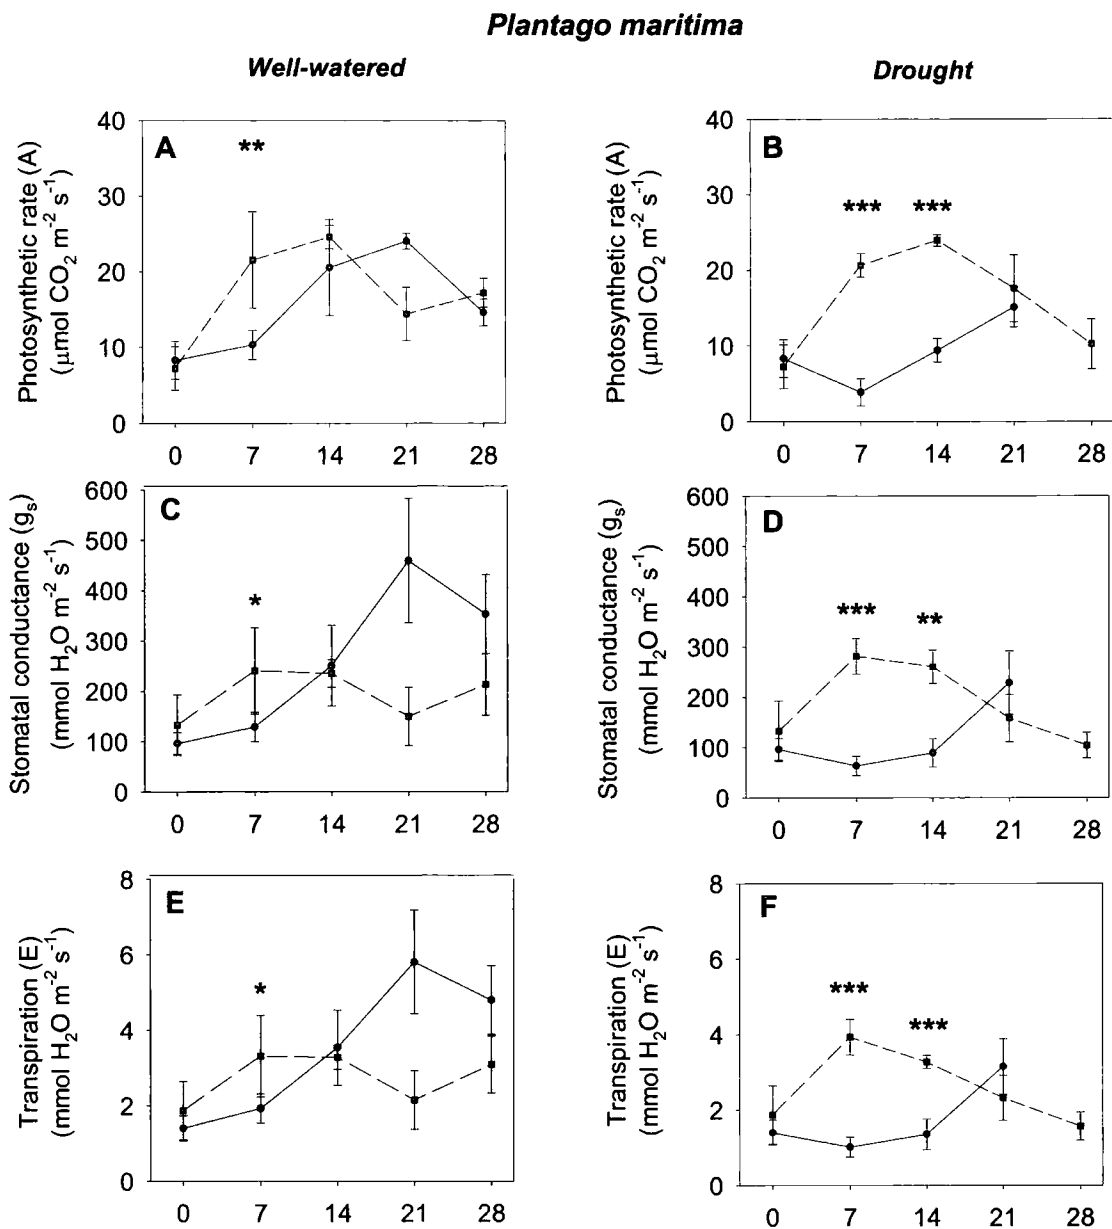 Plantago maritima
Well-watered
Drought
Photosynthetic rate (A)
(μmol CO₂ m⁻² s⁻¹)
40
30
20
10
0
A
**
0 7 14 21 28
Photosynthetic rate (A)
(μmol CO₂ m⁻² s⁻¹)
40
30
20
10
0
B
*** ***
0 7 14 21 28
Stomatal conductance (gₛ)
(mmol H₂O m⁻² s⁻¹)
600
500
400
300
200
100
0
C
*
0 7 14 21 28
Stomatal conductance (gₛ)
(mmol H₂O m⁻² s⁻¹)
600
500
400
300
200
100
0
D
*** **
0 7 14 21 28
Transpiration (E)
(mmol H₂O m⁻² s⁻¹)
8
6
4
2
0
E
*
0 7 14 21 28
Transpiration (E)
(mmol H₂O m⁻² s⁻¹)
8
6
4
2
0
F
*** ***
0 7 14 21 28